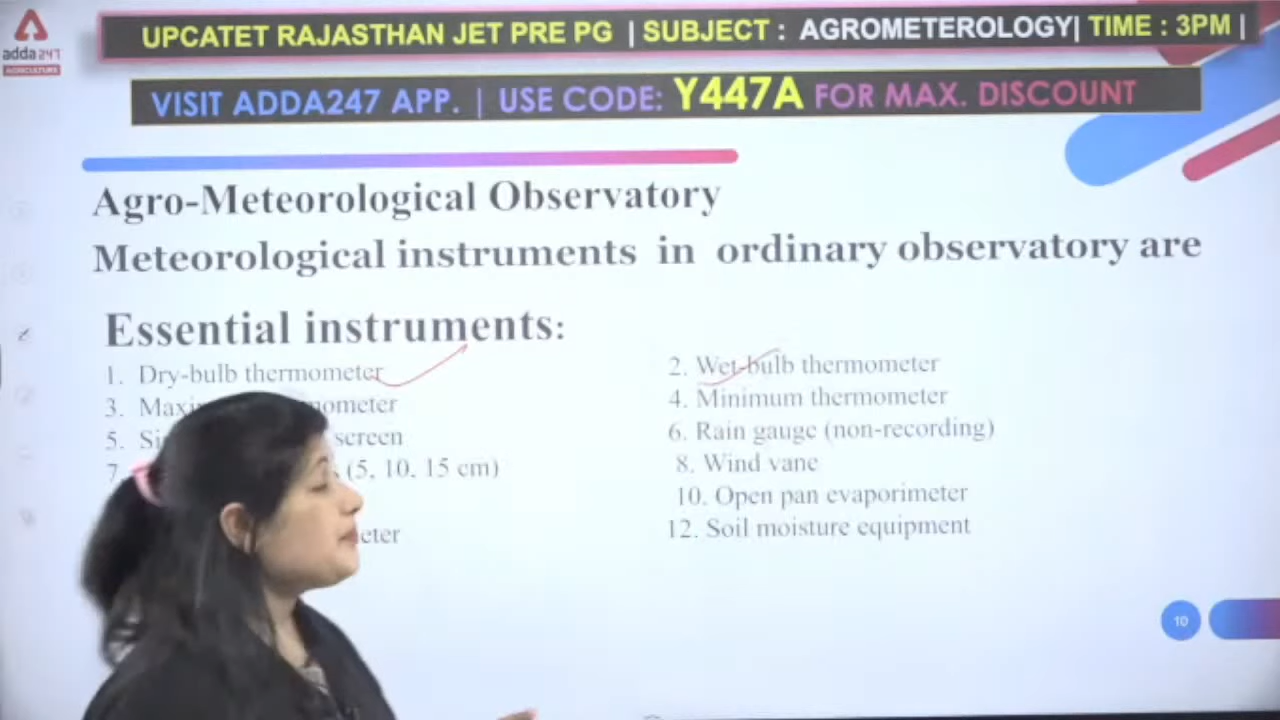 adda247
AGRICULTURE
UPCATET RAJASTHAN JET PRE PG | SUBJECT : AGROMETEROLOGY| TIME : 3PM |
VISIT ADDA247 APP. | USE CODE: Y447A FOR MAX. DISCOUNT
Agro-Meteorological Observatory
Meteorological instruments in ordinary observatory are
Essential instruments:
1. Dry-bulb thermometer
2. Wet-bulb thermometer
3.
4. Minimum thermometer
5. screen
6. Rain gauge (non-recording)
7. (5, 10, 15 cm)
8. Wind vane
10. Open pan evaporimeter
12. Soil moisture equipment
10